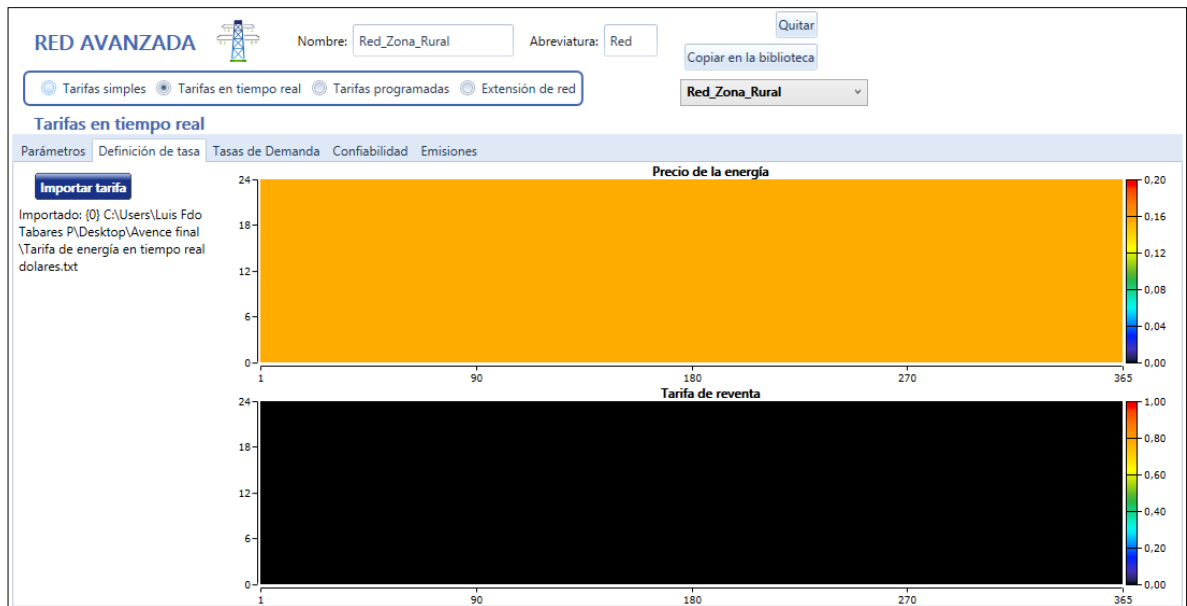 RED AVANZADA
Nombre: Red_Zona_Rural
Abreviatura: Red
Quitar
Copiar en la biblioteca
Tarifas simples Tarifas en tiempo real Tarifas programadas Extensión de red
Red_Zona_Rural
Tarifas en tiempo real
Parámetros Definición de tasa Tasas de Demanda Confiabilidad Emisiones
Importar tarifa
Importado: {0} C:\Users\Luis Fdo
Tabares P\Desktop\Avence final
\Tarifa de energía en tiempo real
dolares.txt
Precio de la energía
24
18
12
6
0
1 90 180 270 365
0,20
0,16
0,12
0,08
0,04
0,00
Tarifa de reventa
24
18
12
6
0
1 90 180 270 365
1,00
0,80
0,60
0,40
0,20
0,00